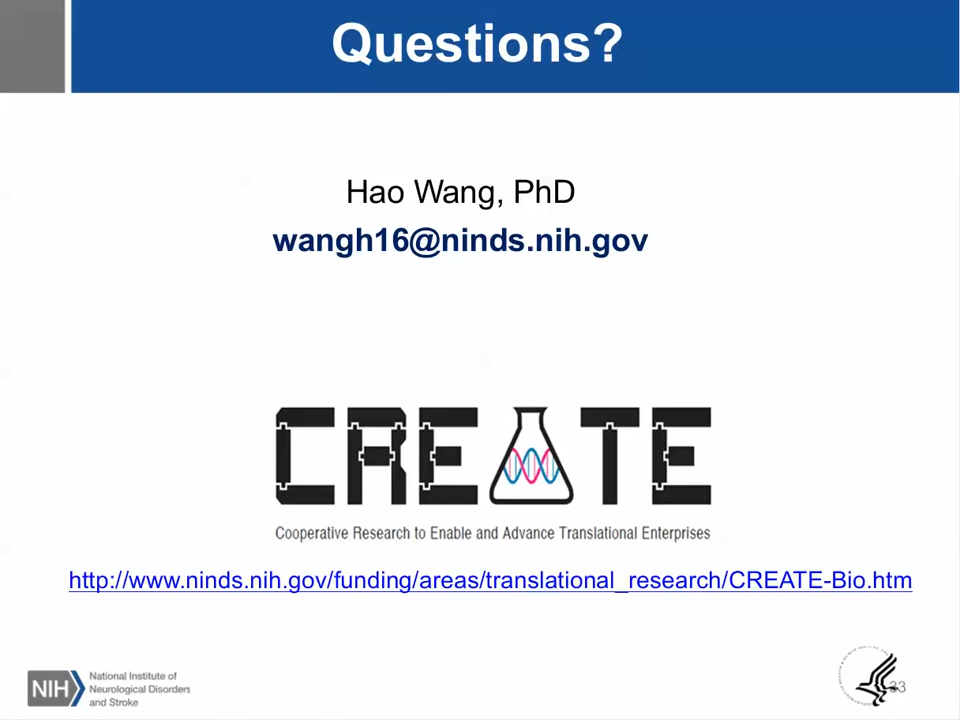 Questions?
Hao Wang, PhD
wangh16@ninds.nih.gov
CREATE
Cooperative Research to Enable and Advance Translational Enterprises
http://www.ninds.nih.gov/funding/areas/translational_research/CREATE-Bio.htm
NIH
National Institute of
Neurological Disorders
and Stroke
33